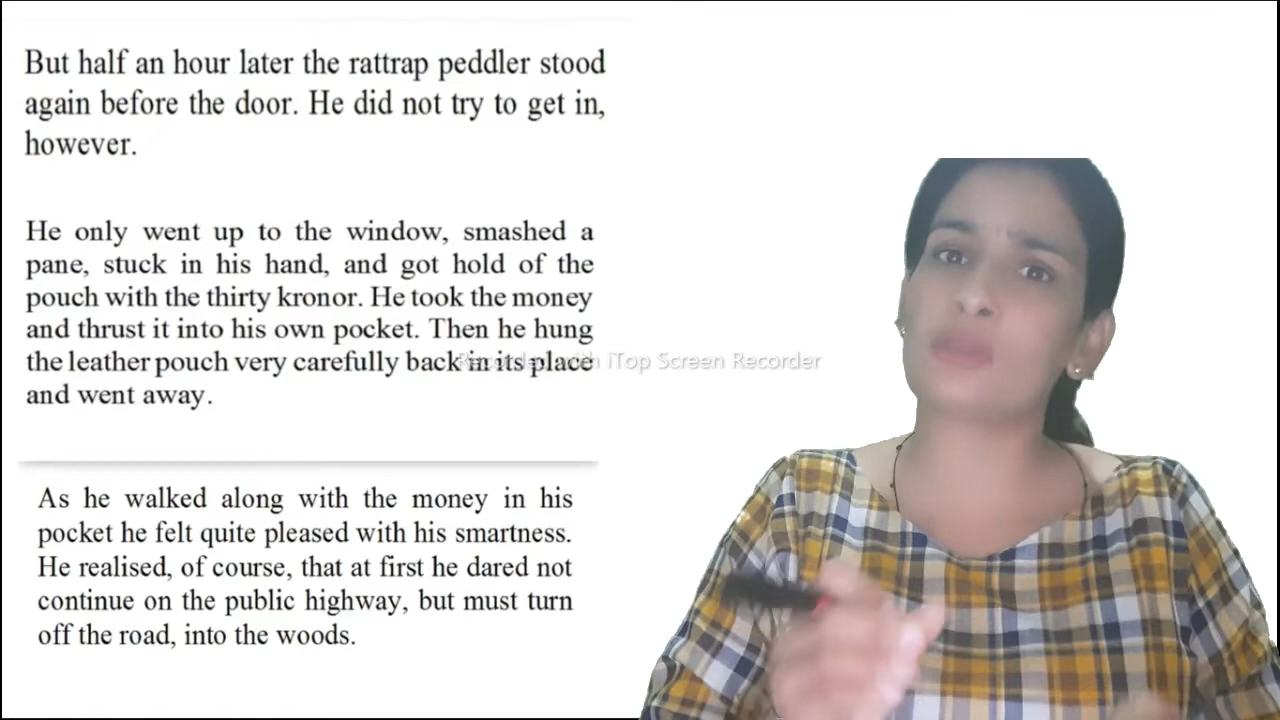 But half an hour later the rattrap peddler stood
again before the door. He did not try to get in,
however.
He only went up to the window, smashed a
pane, stuck in his hand, and got hold of the
pouch with the thirty kronor. He took the money
and thrust it into his own pocket. Then he hung
the leather pouch very carefully back in its place
and went away.
Recorded with iTop Screen Recorder
As he walked along with the money in his
pocket he felt quite pleased with his smartness.
He realised, of course, that at first he dared not
continue on the public highway, but must turn
off the road, into the woods.